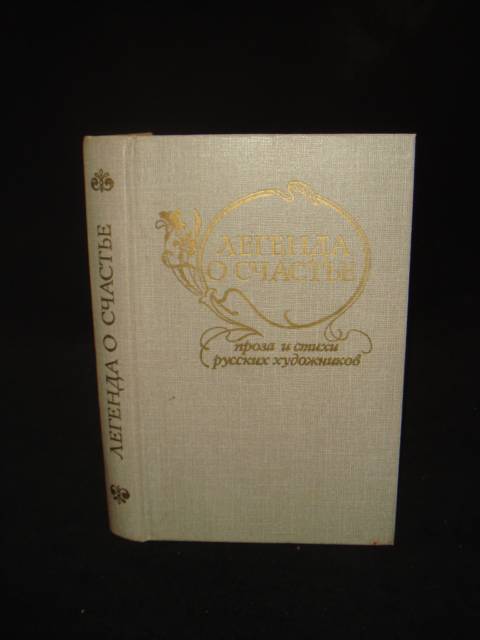 ЛЕГЕНДА О СЧАСТЬЕ
ЛЕГЕНДА
О СЧАСТЬЕ
проза и стихи
русских художников